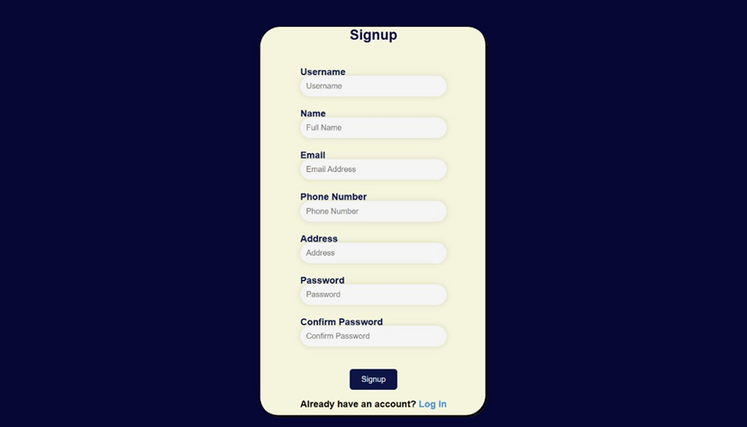 Signup
Username
Username
Name
Full Name
Email
Email Address
Phone Number
Phone Number
Address
Address
Password
Password
Confirm Password
Confirm Password
Signup
Already have an account? Log In